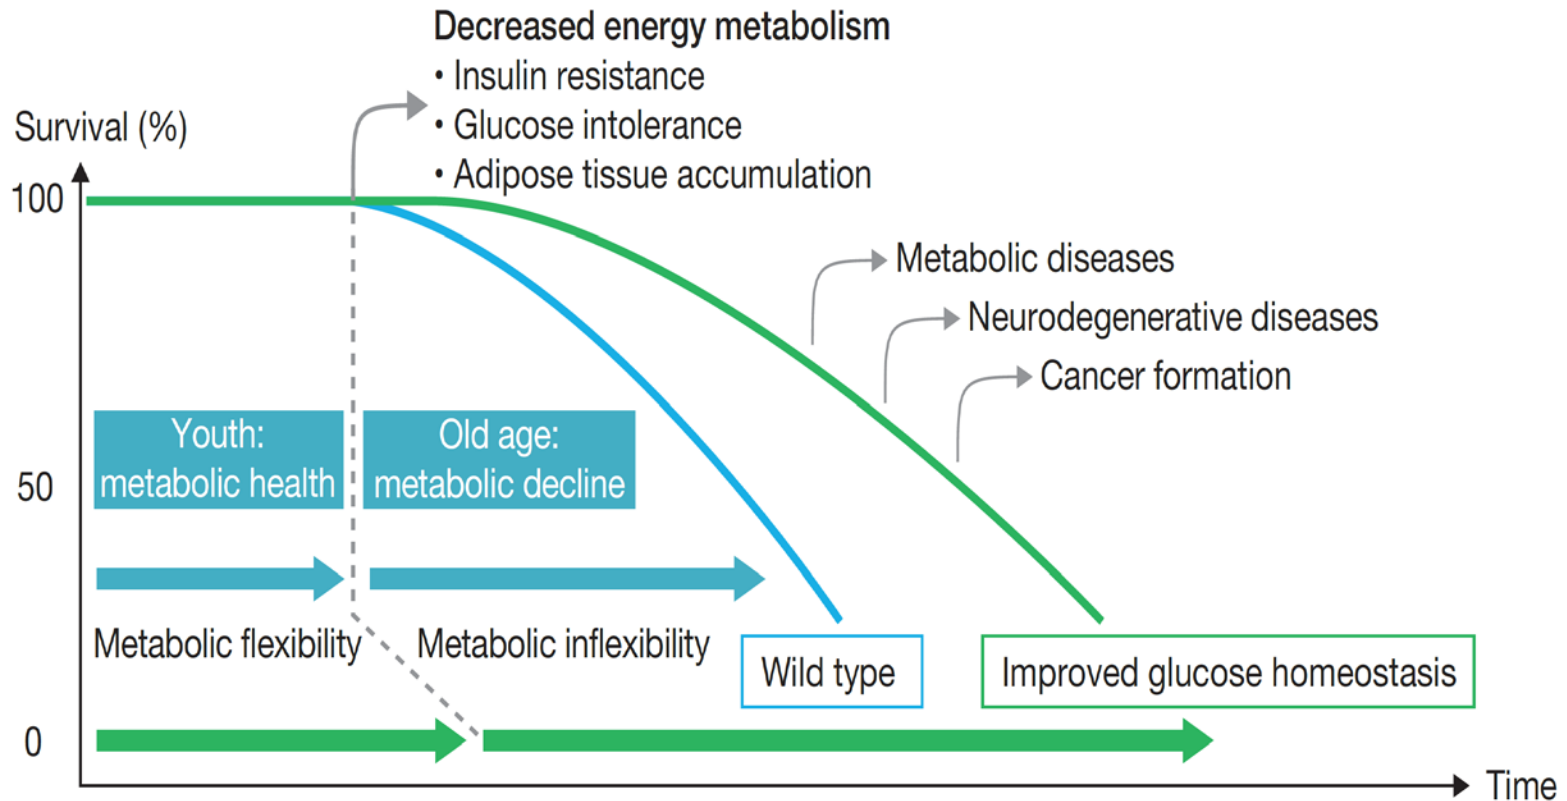 Decreased energy metabolism
• Insulin resistance
• Glucose intolerance
• Adipose tissue accumulation
Survival (%)
100
Metabolic diseases
Neurodegenerative diseases
Cancer formation
Youth:
metabolic health
Old age:
metabolic decline
50
Metabolic flexibility
Metabolic inflexibility
Wild type
Improved glucose homeostasis
0
Time